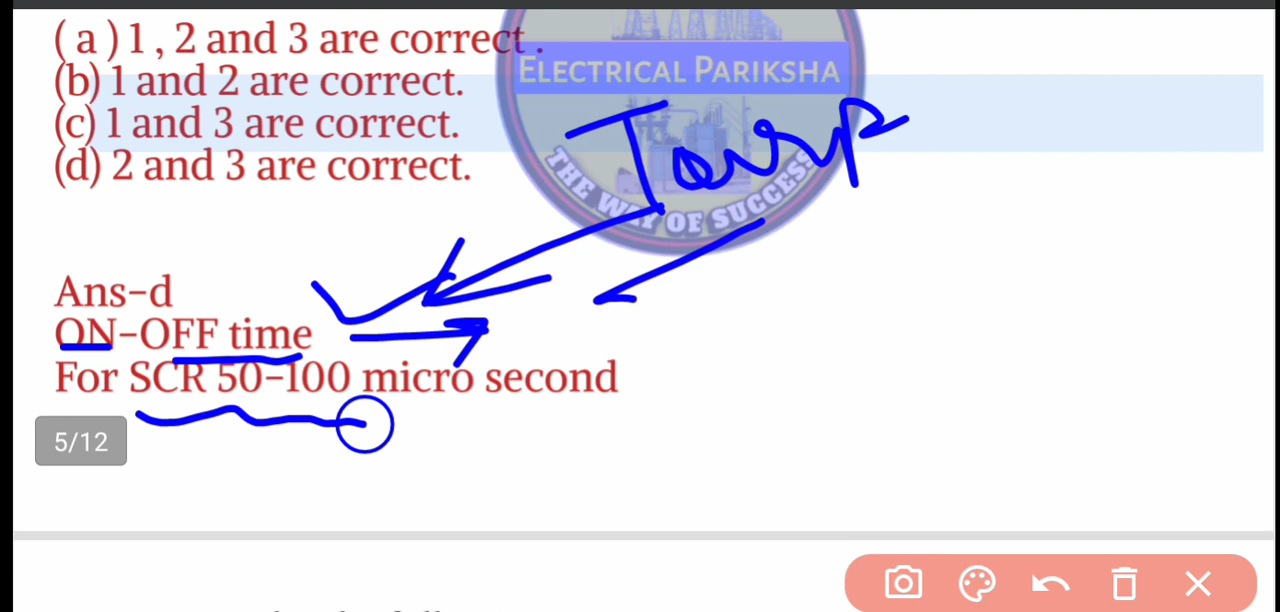 ( a ) 1 , 2 and 3 are correct .
(b) 1 and 2 are correct.
(c) 1 and 3 are correct.
(d) 2 and 3 are correct.
ELECTRICAL PARIKSHA
THE WAY OF SUCCESS
Ans-d
ON-OFF time
For SCR 50-100 micro second
5/12